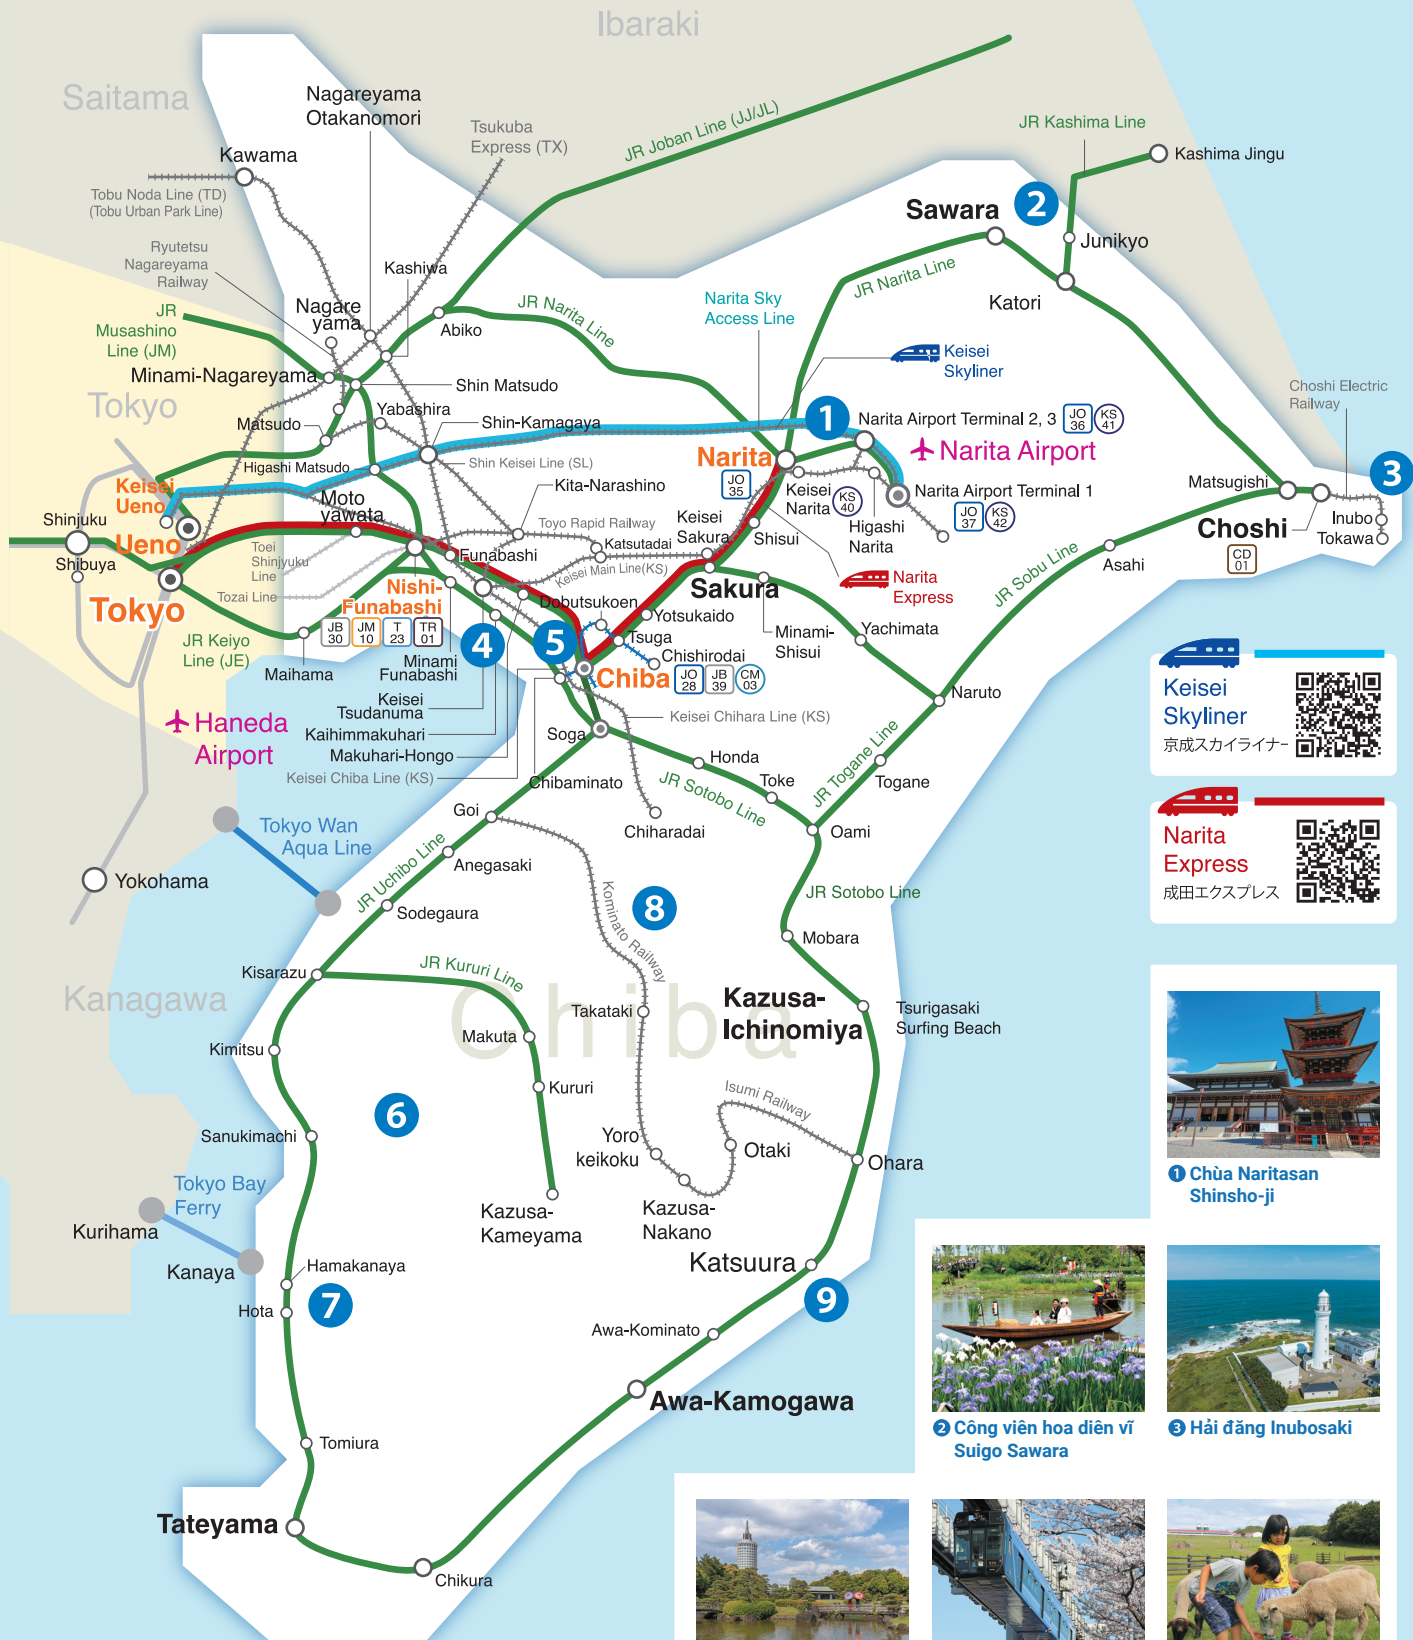 Ibaraki
Saitama
Nagareyama
Otakanomori
Tsukuba
Express (TX)
JR Joban Line (JJ/JL)
JR Kashima Line
Kashima Jingu
Kawama
Tobu Noda Line (TD)
(Tobu Urban Park Line)
Sawara
2
Junikyo
Ryutetsu
Nagareyama
Railway
Kashiwa
JR Narita Line
Katori
JR
Musashino
Line (JM)
Nagare
yama
Abiko
JR Narita Line
Narita Sky
Access Line
Keisei
Skyliner
Minami-Nagareyama
Shin Matsudo
Tokyo
Choshi Electric
Railway
Yabashira
Matsudo
Shin-Kamagaya
1
Narita Airport Terminal 2, 3
JO
36
KS
41
Narita Airport
Higashi Matsudo
Shin Keisei Line (SL)
Narita
JO
35
Keisei
Narita
KS
40
Higashi
Narita
Narita Airport Terminal 1
JO
37
KS
42
Matsugishi
3
Choshi
CD
01
Inubo
Tokawa
Keisei
Ueno
Moto
yawata
Kita-Narashino
Shinjuku
Ueno
Toyo Rapid Railway
Katsutadai
Keisei
Sakura
Shisui
Shibuya
Toei
Shinjyuku
Line
Funabashi
Keisei Main Line(KS)
Asahi
JR Sobu Line
Tozai Line
Tokyo
Nishi-
Funabashi
JB
30
JM
10
T
23
TR
01
Dobutsukoen
Sakura
Narita
Express
Yotsukaido
Tsuga
Minami-
Shisui
Yachimata
JR Keiyo
Line (JE)
Maihama
Minami
Funabashi
4
5
Chishirodai
Chiba
JO
28
JB
39
CM
03
Naruto
Keisei
Skyliner
京成スカイライナー
Keisei
Tsudanuma
Kaihimmakuhari
Makuhari-Hongo
Keisei Chiba Line (KS)
Haneda
Airport
Soga
Keisei Chihara Line (KS)
Chibaminato
Honda
Toke
Togane
JR Togane Line
JR Sotobo Line
Goi
Chiharadai
Oami
Narita
Express
成田エクスプレス
Tokyo Wan
Aqua Line
JR Uchibo Line
Anegasaki
Yokohama
Sodegaura
Kominato Railway
8
JR Sotobo Line
Mobara
Kisarazu
JR Kururi Line
Kanagawa
Chiba
Takataki
Kazusa-
Ichinomiya
Tsurigasaki
Surfing Beach
Makuta
Kimitsu
Kururi
6
Isumi Railway
Sanukimachi
Yoro
keikoku
Otaki
Ohara
Tokyo Bay
Ferry
Kurihama
Kanaya
Kazusa-
Kameyama
Kazusa-
Nakano
Katsuura
Hamakanaya
Hota
7
9
Awa-Kominato
Awa-Kamogawa
Tomiura
Tateyama
Chikura
1 Chùa Naritasan
Shinsho-ji
2 Công viên hoa diên vĩ
Suigo Sawara
3 Hải đăng Inubosaki